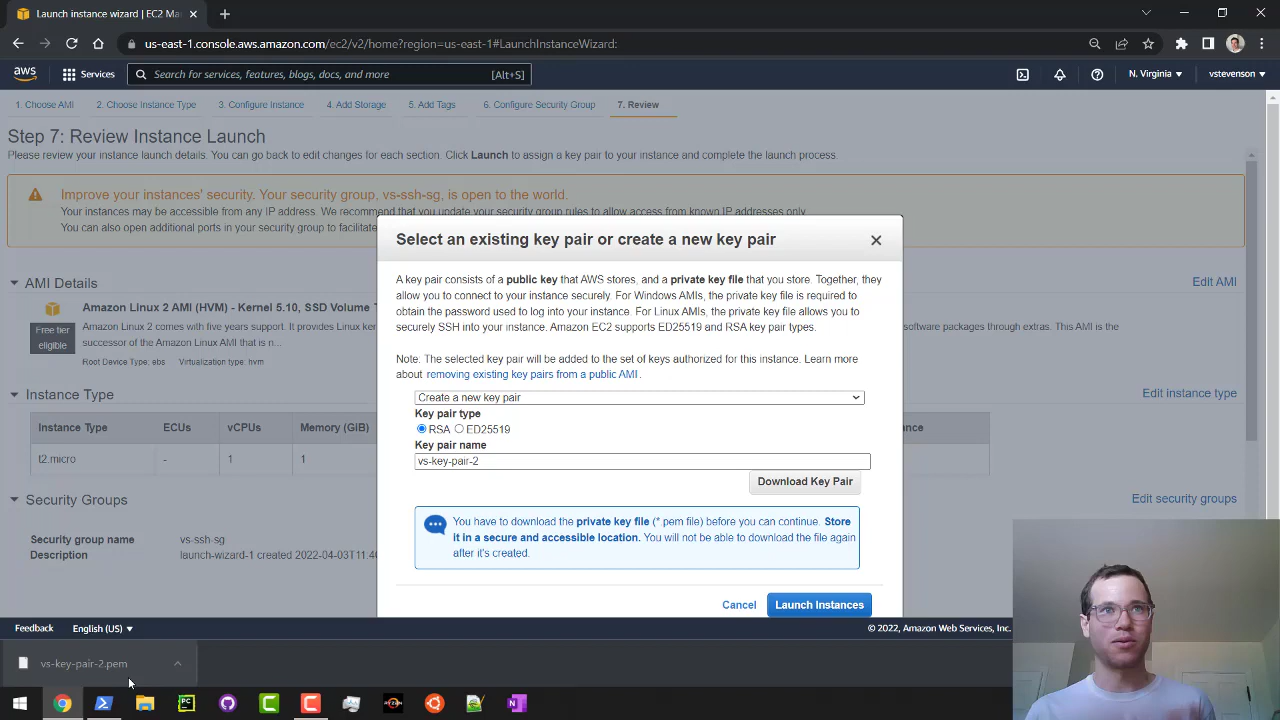 Launch instance wizard | EC2 Ma
us-east-1.console.aws.amazon.com/ec2/v2/home?region=us-east-1#LaunchInstanceWizard:
aws
Services
Search for services, features, blogs, docs, and more
[Alt+S]
N. Virginia
vstevenson
1. Choose AMI
2. Choose Instance Type
3. Configure Instance
4. Add Storage
5. Add Tags
6. Configure Security Group
7. Review
Step 7: Review Instance Launch
Please review your instance launch details. You can go back to edit changes for each section. Click Launch to assign a key pair to your instance and complete the launch process.
Improve your instances' security. Your security group, vs-ssh-sg, is open to the world.
Your instances may be accessible from any IP address. We recommend that you update your security group rules to allow access from known IP addresses only.
You can also open additional ports in your security group to facilitate
Select an existing key pair or create a new key pair
A key pair consists of a public key that AWS stores, and a private key file that you store. Together, they
allow you to connect to your instance securely. For Windows AMIs, the private key file is required to
obtain the password used to log into your instance. For Linux AMIs, the private key file allows you to
securely SSH into your instance. Amazon EC2 supports ED25519 and RSA key pair types.
Note: The selected key pair will be added to the set of keys authorized for this instance. Learn more
about removing existing key pairs from a public AMI.
Create a new key pair
Key pair type
RSA
ED25519
Key pair name
vs-key-pair-2
Download Key Pair
You have to download the private key file (*.pem file) before you can continue. Store
it in a secure and accessible location. You will not be able to download the file again
after it's created.
Cancel
Launch Instances
AMI Details
Edit AMI
Amazon Linux 2 AMI (HVM) - Kernel 5.10, SSD Volume T
Free tier
eligible
Amazon Linux 2 comes with five years support. It provides Linux ker
software packages through extras. This AMI is the
successor of the Amazon Linux AMI that is n...
Root Device Type: ebs
Virtualization type: hvm
Instance Type
Edit instance type
Instance Type
ECUs
vCPUs
Memory (GiB)
ance
t2.micro
-
1
1
Security Groups
Edit security groups
Security group name
vs-ssh-sg
Description
launch-wizard-1 created 2022-04-03T11:4
Feedback
English (US)
© 2022, Amazon Web Services, Inc.
vs-key-pair-2.pem